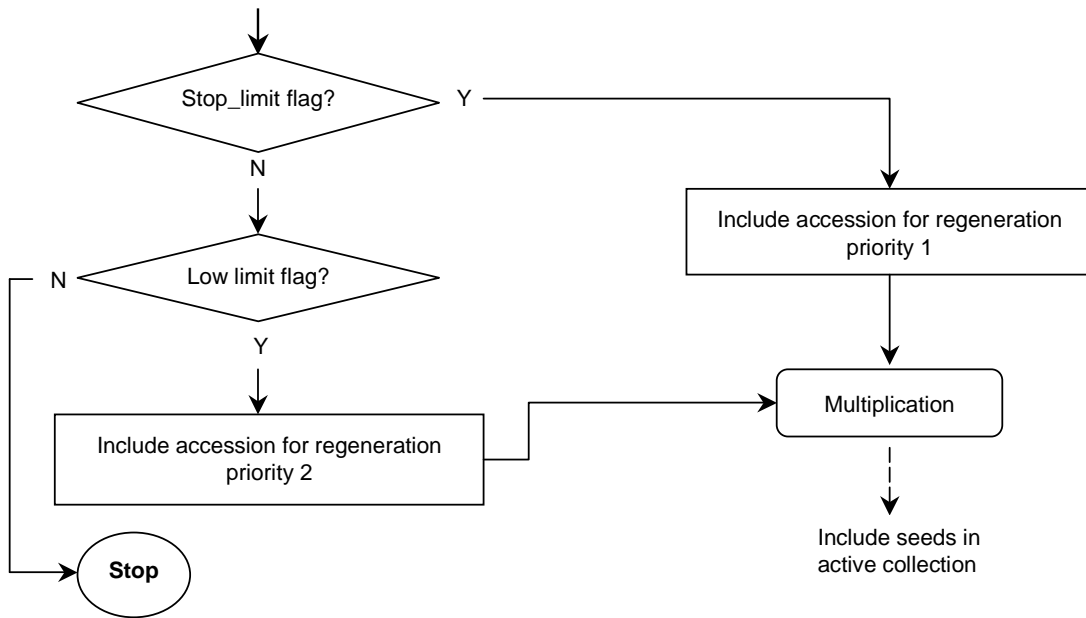 Stop_limit flag?
Y
N
Include accession for regeneration
priority 1
Low limit flag?
N
Y
Multiplication
Include accession for regeneration
priority 2
Include seeds in
active collection
Stop